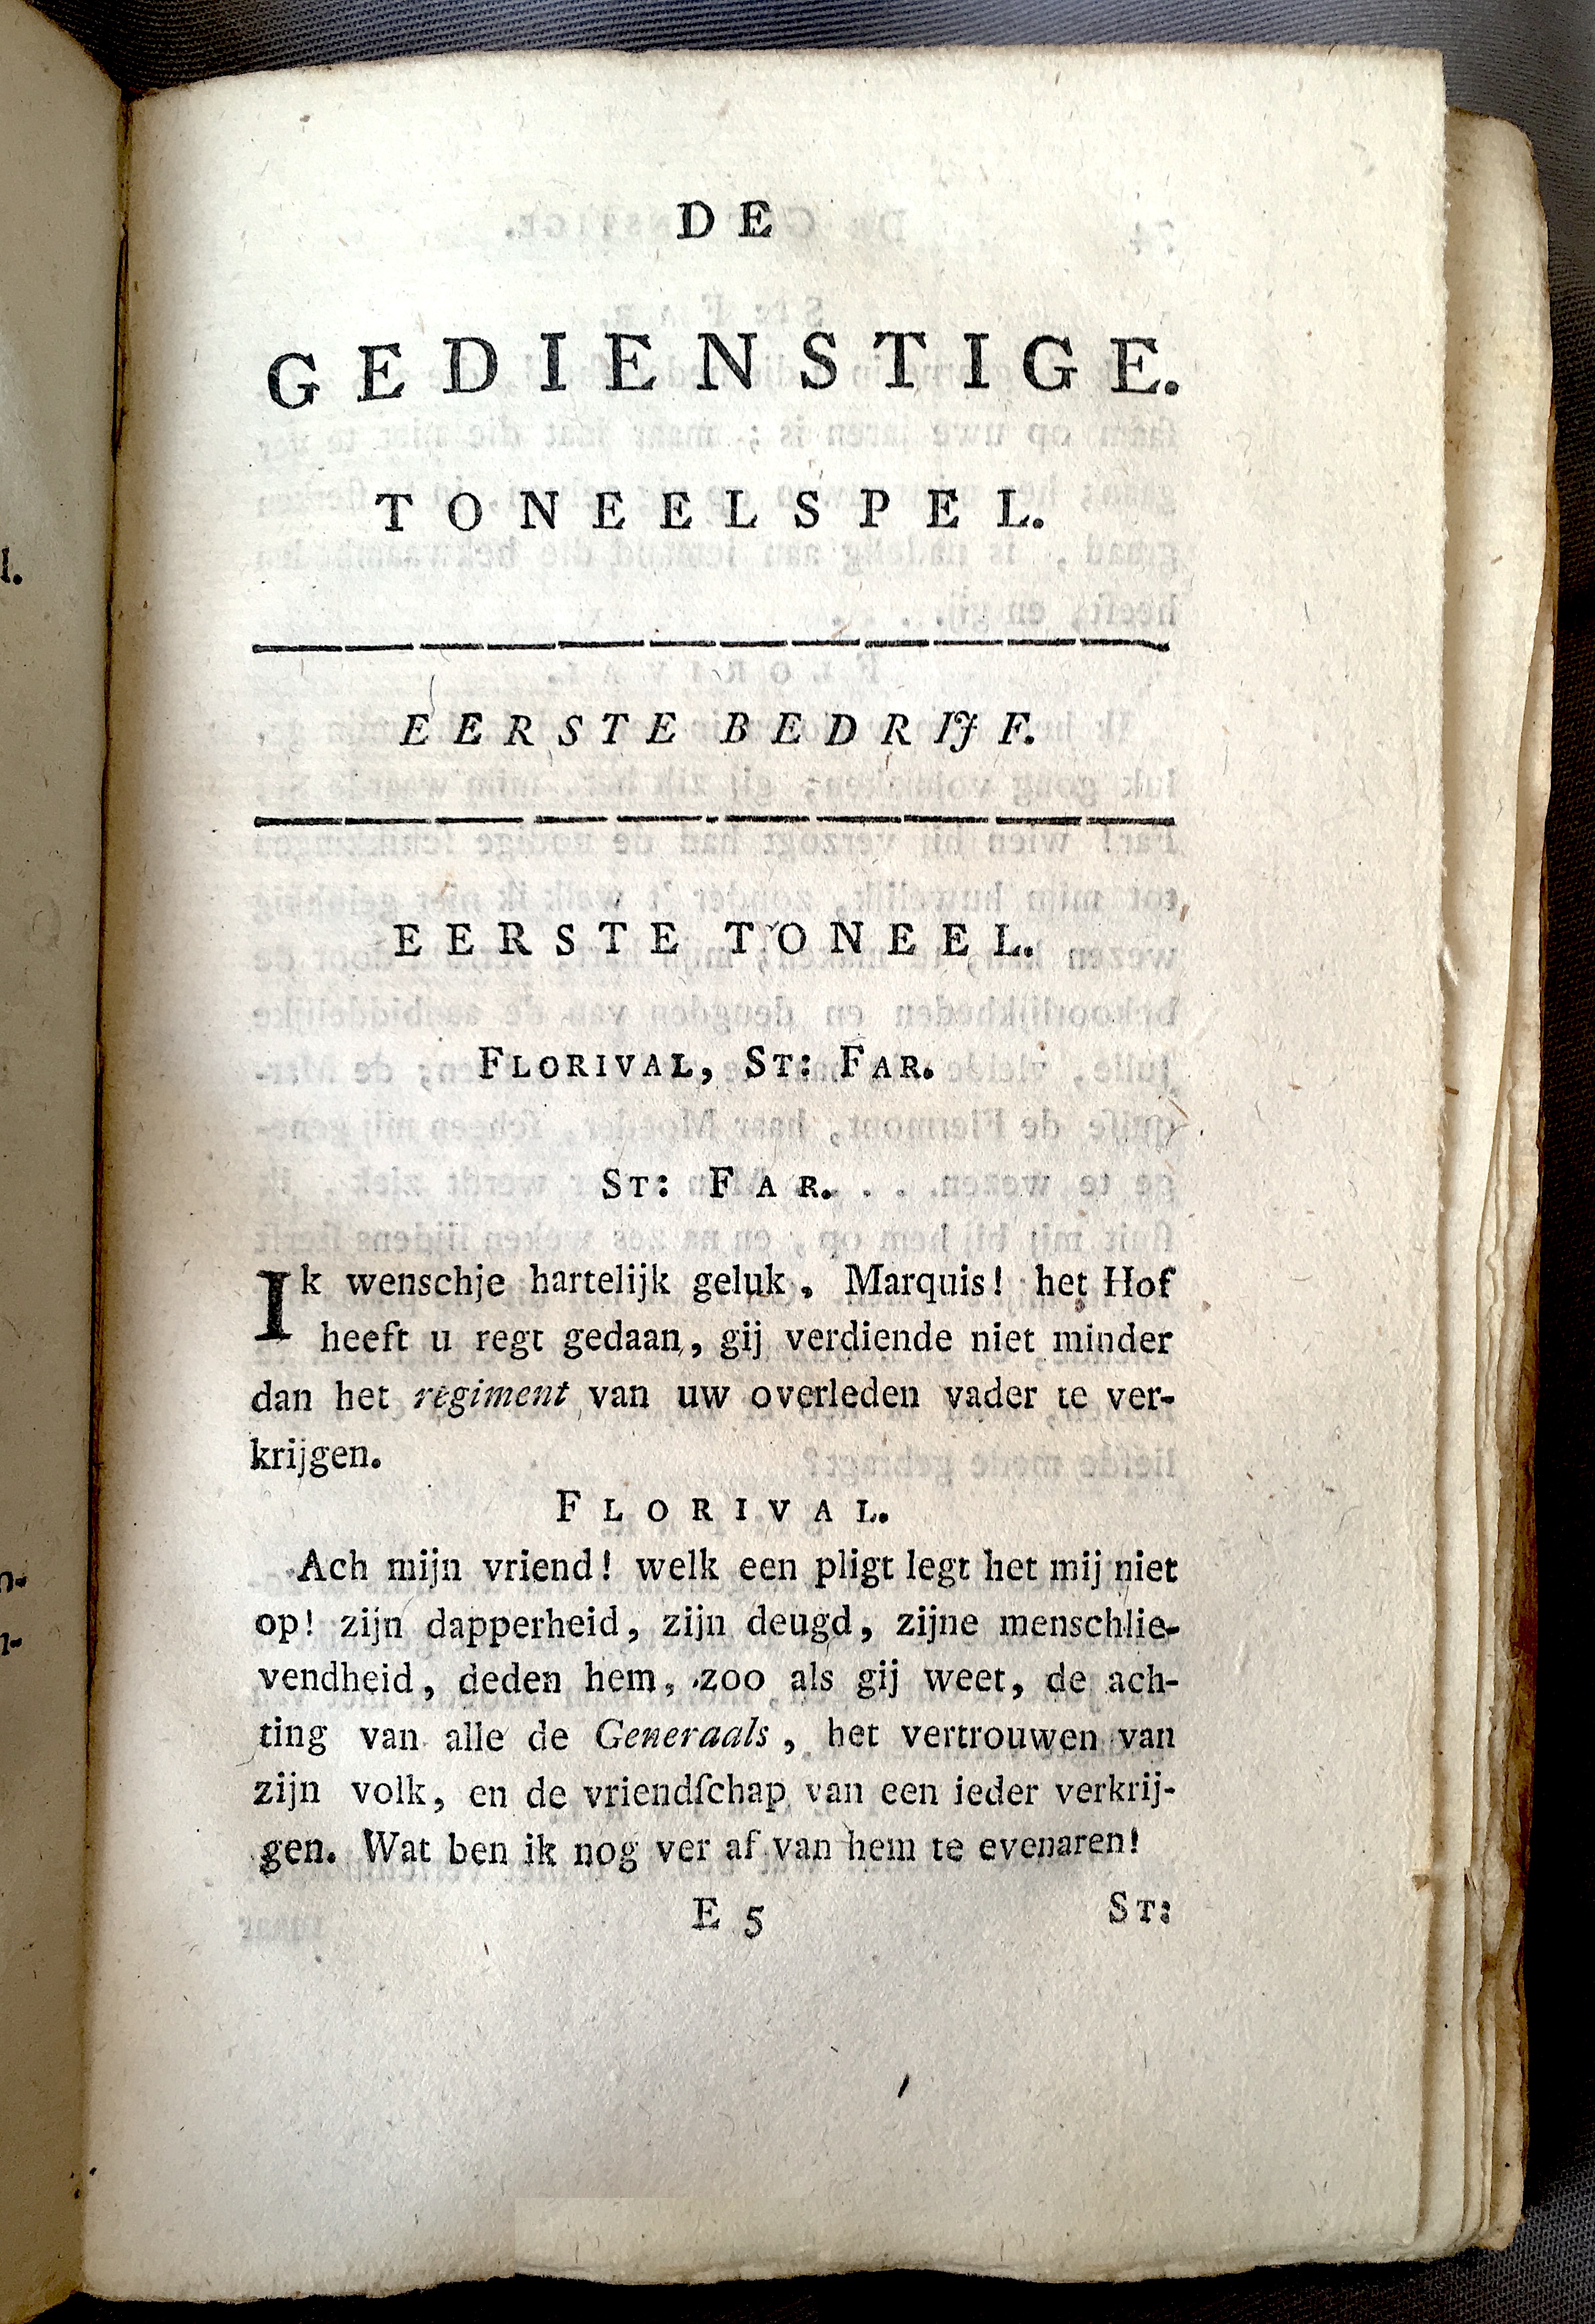 DE
GEDIENSTIGE.
TONEELSPEL.
EERSTE BEDRIJF.
EERSTE TONEEL.
FLORIVAL, ST: FAR.
ST: FAR.
Ik wenschje hartelijk geluk, Marquis! het Hof
heeft u regt gedaan, gij verdiende niet minder
dan het regiment van uw overleden vader te ver-
krijgen.
FLORIVAL.
Ach mijn vriend! welk een pligt legt het mij niet
op! zijn dapperheid, zijn deugd, zijne menschlie-
vendheid, deden hem, zoo als gij weet, de ach-
ting van alle de Generaals, het vertrouwen van
zijn volk, en de vriendſchap van een ieder verkrij-
gen. Wat ben ik nog ver af van hem te evenaren!
E 5 ST: